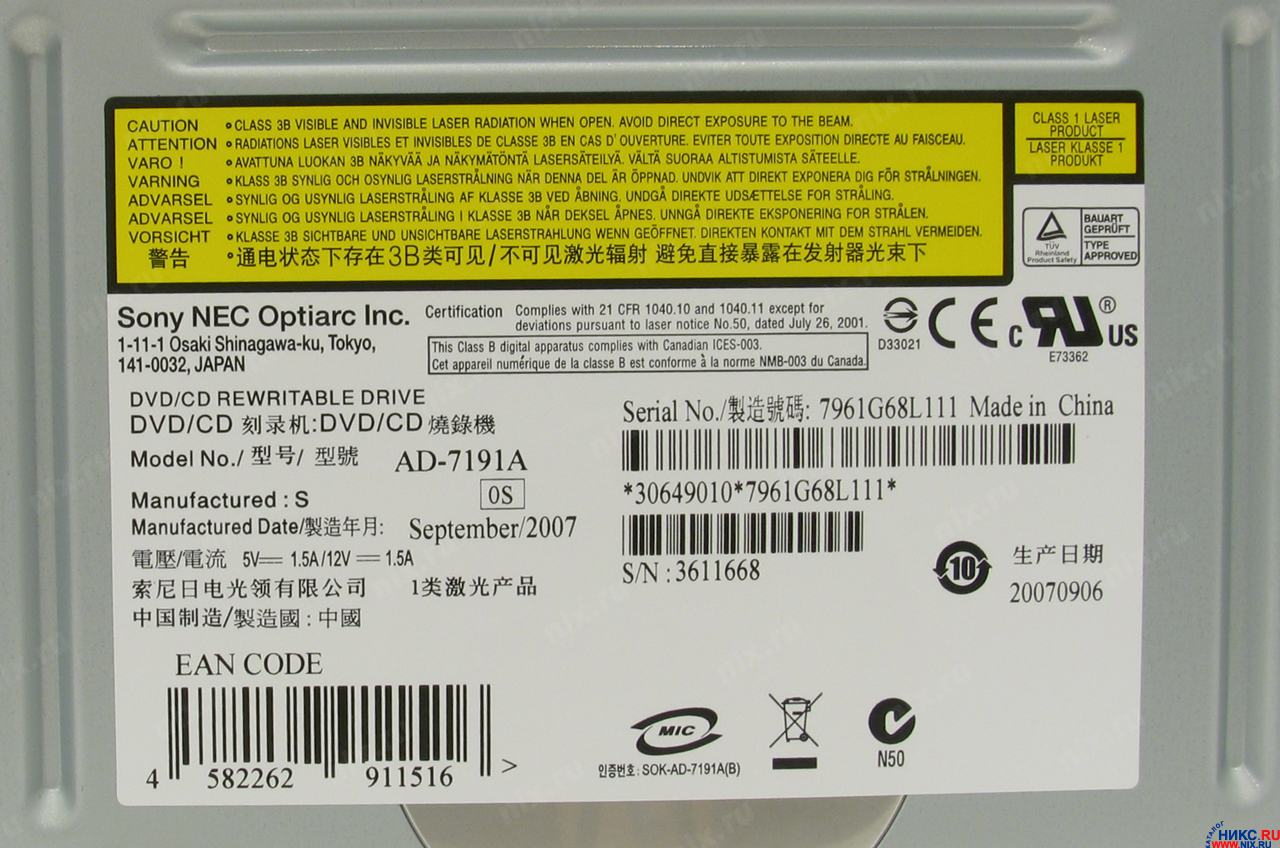 CAUTION ∘ CLASS 3B VISIBLE AND INVISIBLE LASER RADIATION WHEN OPEN. AVOID DIRECT EXPOSURE TO THE BEAM.
ATTENTION ∘ RADIATIONS LASER VISIBLES ET INVISIBLES DE CLASSE 3B EN CAS D' OUVERTURE. EVITER TOUTE EXPOSITION DIRECTE AU FAISCEAU.
VARO ! ∘ AVATTUNA LUOKAN 3B NÄKYVÄÄ JA NÄKYMÄTÖNTÄ LASERSÄTEILYÄ. VÄLTÄ SUORAA ALTISTUMISTA SÄTEELLE.
VARNING ∘ KLASS 3B SYNLIG OCH OSYNLIG LASERSTRÅLNING NÄR DENNA DEL ÄR ÖPPNAD. UNDVIK ATT DIREKT EXPONERA DIG FÖR STRÅLNINGEN.
ADVARSEL ∘ SYNLIG OG USYNLIG LASERSTRÅLING AF KLASSE 3B VED ÅBNING. UNDGÅ DIREKTE UDSÆTTELSE FOR STRÅLING.
ADVARSEL ∘ SYNLIG OG USYNLIG LASERSTRÅLING I KLASSE 3B NÅR DEKSEL ÅPNES. UNNGÅ DIREKTE EKSPONERING FOR STRÅLEN.
VORSICHT ∘ KLASSE 3B SICHTBARE UND UNSICHTBARE LASERSTRAHLUNG WENN GEÖFFNET. DIREKTEN KONTAKT MIT DEM STRAHL VERMEIDEN.
警告 ∘ 通电状态下存在3B类可见/不可见激光辐射 避免直接暴露在发射器光束下
CLASS 1 LASER
PRODUCT
LASER KLASSE 1
PRODUKT
TÜV
Rheinland
Product Safety
BAUART
GEPRÜFT
TYPE
APPROVED
Sony NEC Optiarc Inc.
1-11-1 Osaki Shinagawa-ku, Tokyo,
141-0032, JAPAN
Certification Complies with 21 CFR 1040.10 and 1040.11 except for
deviations pursuant to laser notice No.50, dated July 26, 2001.
This Class B digital apparatus complies with Canadian ICES-003.
Cet appareil numérique de la classe B est conforme à la norme NMB-003 du Canada.
D33021
CE
c RU ® US
E73362
DVD/CD REWRITABLE DRIVE
DVD/CD 刻录机:DVD/CD 燒錄機
Model No./ 型号/ 型號 AD-7191A
Manufactured : S 0S
Manufactured Date/製造年月: September/2007
電壓/電流 5V 1.5A/12V 1.5A
索尼日电光领有限公司 1类激光产品
中国制造/製造國 : 中國
Serial No./製造號碼: 7961G68L111 Made in China
*30649010*7961G68L111*
S/N : 3611668
10
生产日期
20070906
EAN CODE
4 582262 911516 >
MIC
인증번호: SOK-AD-7191A(B)
N50
КАТАЛОГ
НИКС.RU
WWW.NIX.RU
nix.ru